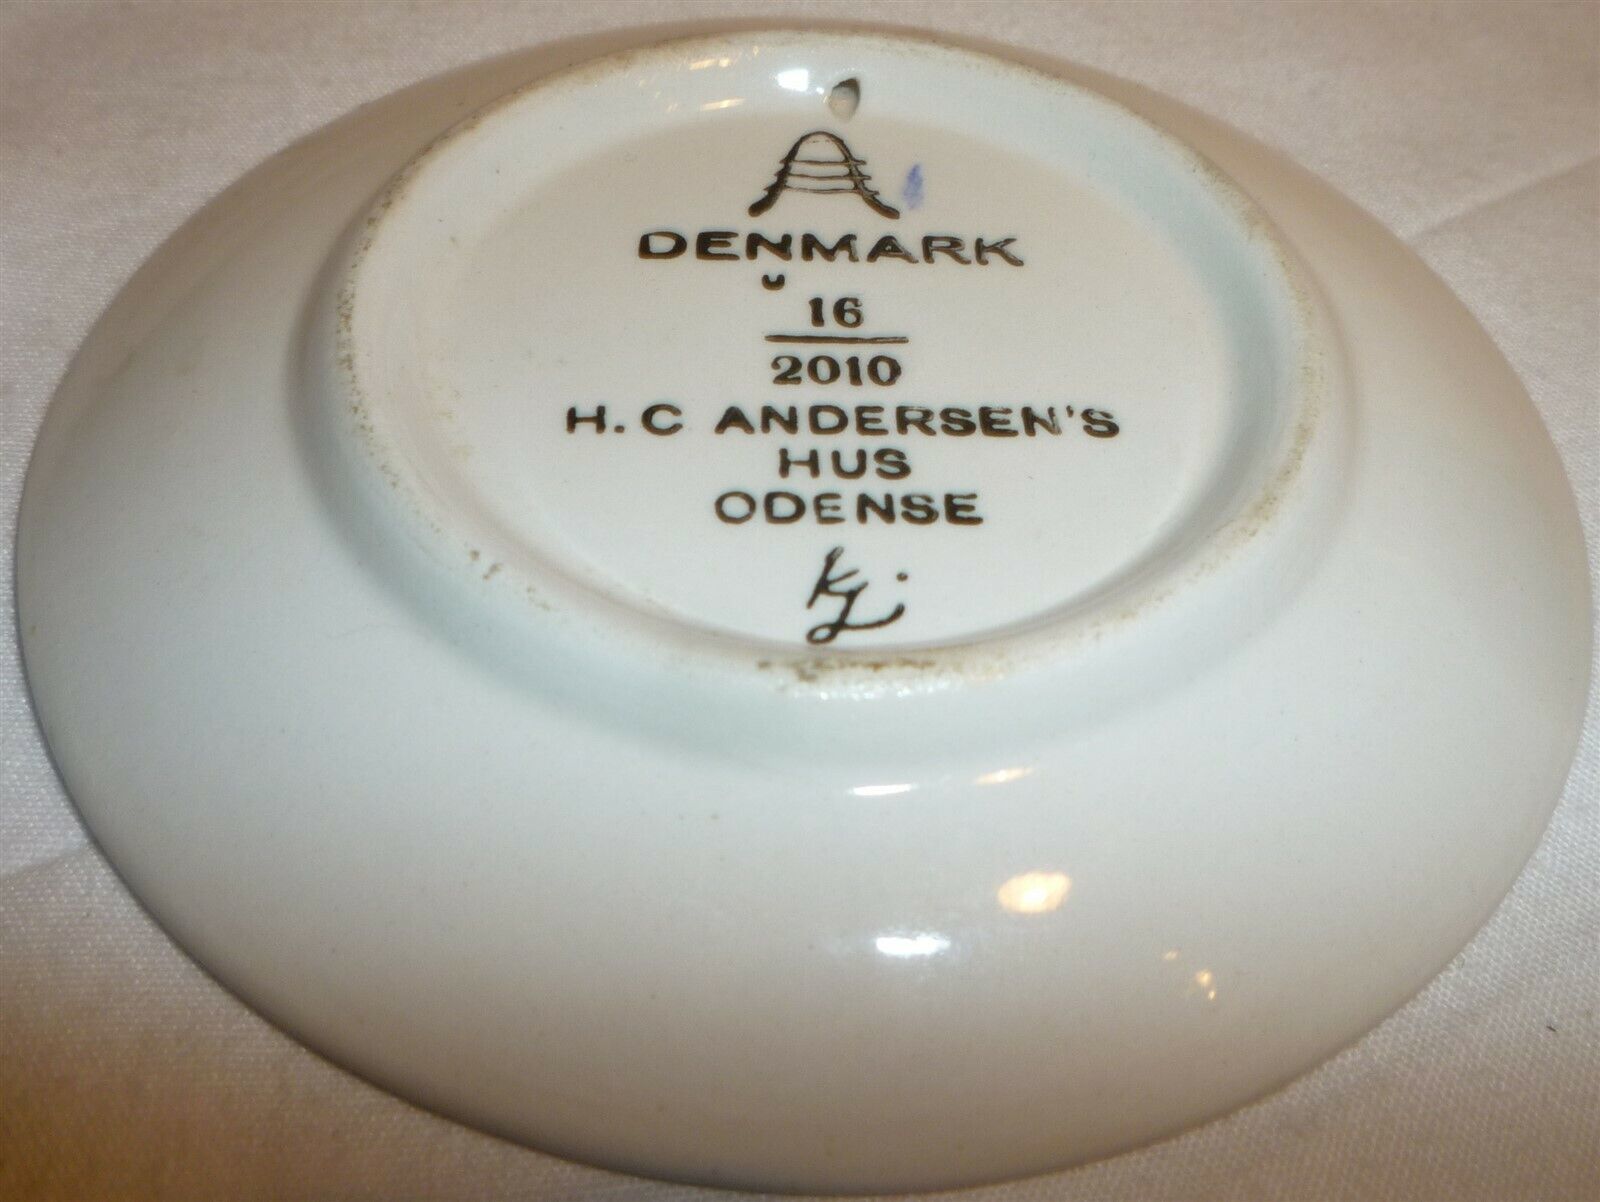 DENMARK
16
2010
H.C ANDERSEN'S
HUS
ODENSE